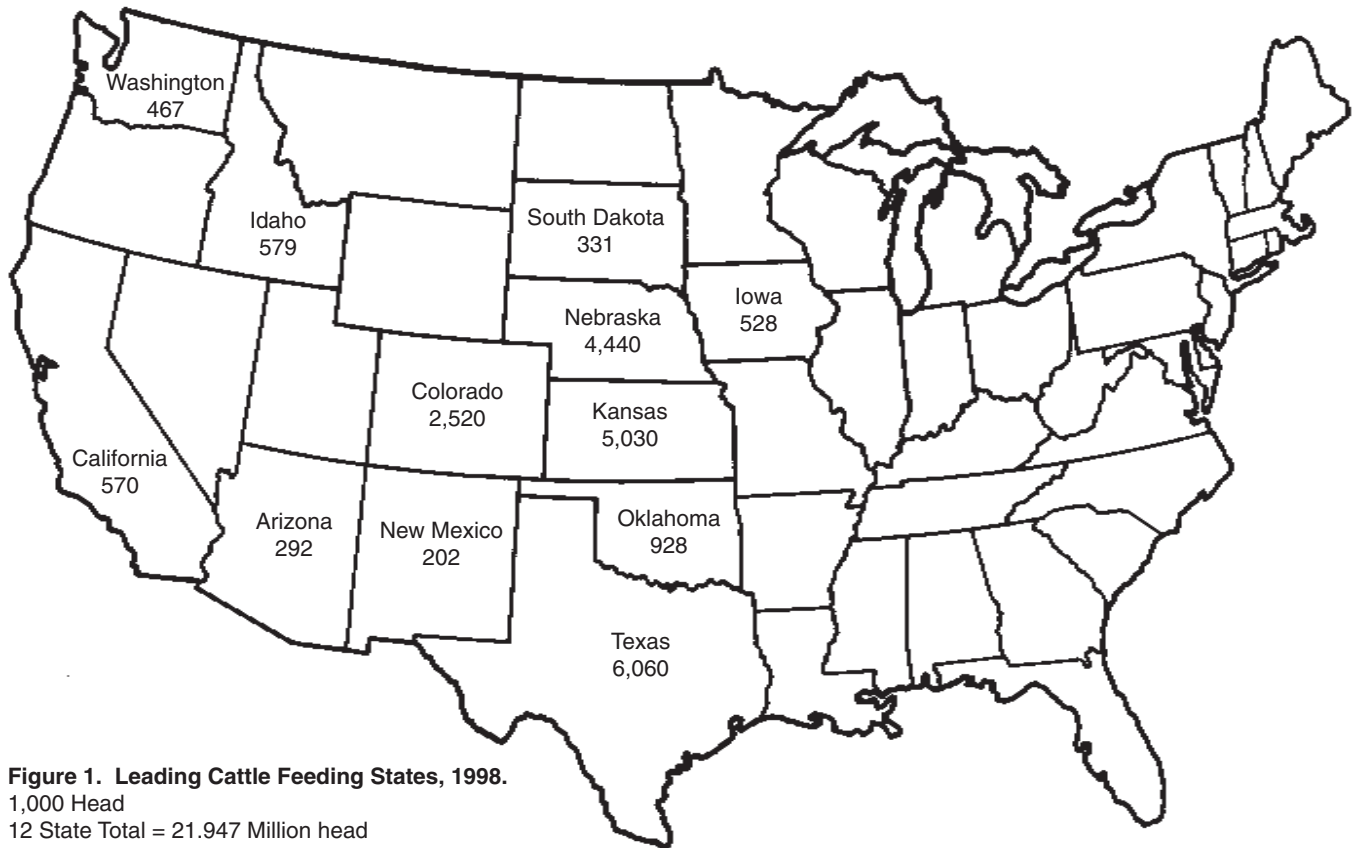 Washington
467
Idaho
579
South Dakota
331
Iowa
528
Nebraska
4,440
Colorado
2,520
Kansas
5,030
California
570
Arizona
292
New Mexico
202
Oklahoma
928
Texas
6,060
Figure 1. Leading Cattle Feeding States, 1998.
1,000 Head
12 State Total = 21.947 Million head